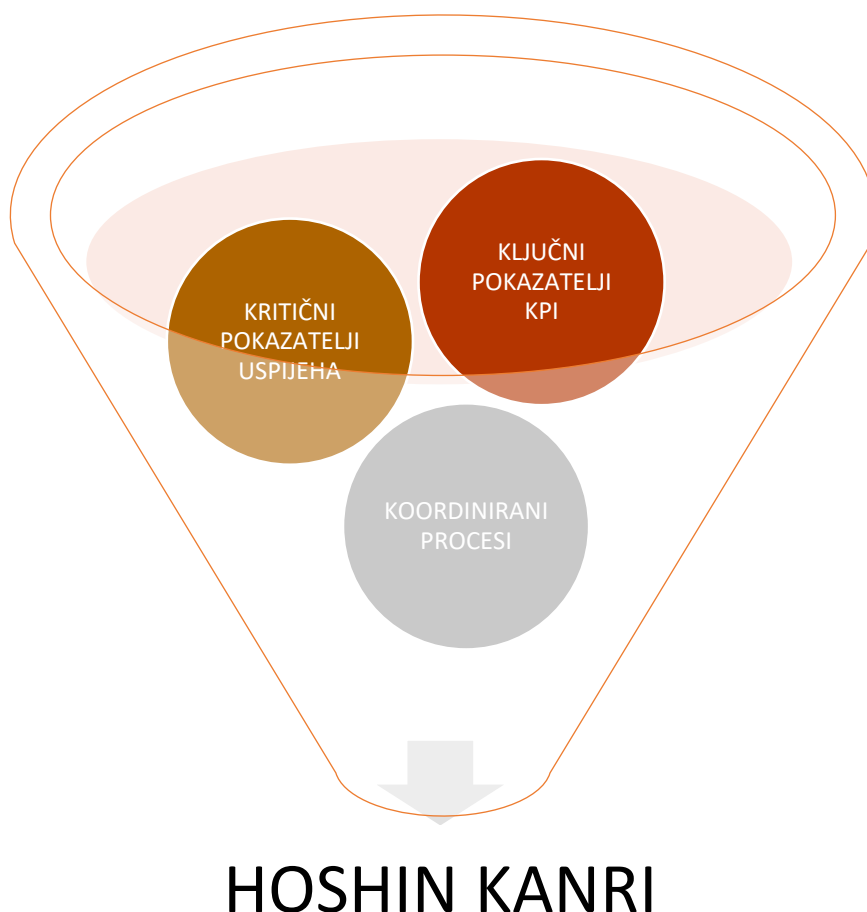 KLJUČNI
POKAZATELJI
KPI
KRITIČNI
POKAZATELJI
USPIJEHA
KOORDINIRANI
PROCESI
HOSHIN KANRI